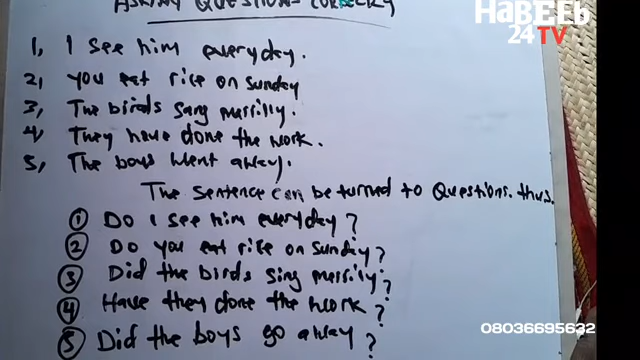 ASKING QUESTIONS CORRECTLY
HABEEb
24TV
1, I see him everyday.
2, you eat rice on Sunday
3, The birds sang merrilly.
4, They have done the work.
5, The boys went away.
The sentence can be turned to Questions. thus.
① Do I see him everyday?
② Do you eat rice on Sunday?
③ Did the birds sing merrily?
④ Have they done the work?
⑤ Did the boys go away?
08036695632